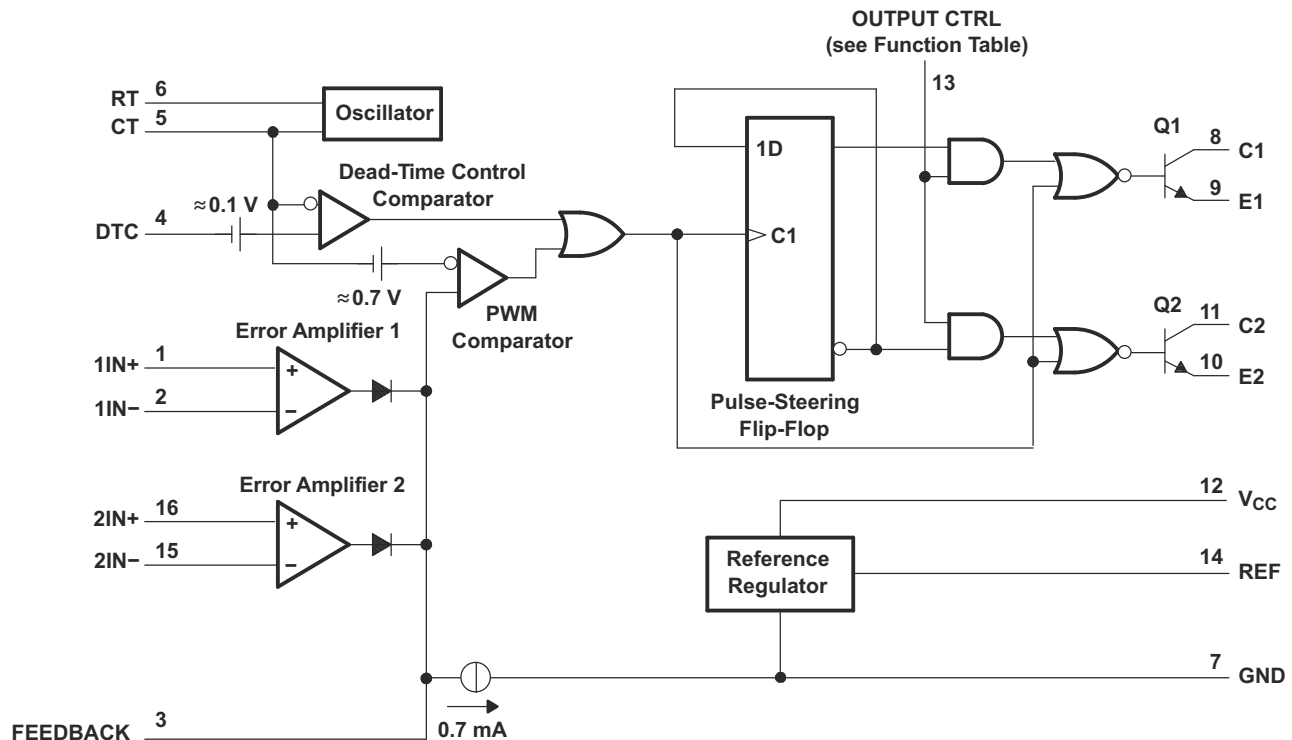 OUTPUT CTRL
(see Function Table)
13
RT 6
CT 5
Oscillator
Dead-Time Control
Comparator
≈0.1 V
DTC 4
≈0.7 V
PWM
Comparator
1D
C1
Pulse-Steering
Flip-Flop
Q1
8 C1
9 E1
Q2
11 C2
10 E2
Error Amplifier 1
1IN+ 1
+
1IN− 2
−
Error Amplifier 2
2IN+ 16
+
2IN− 15
−
12 VCC
Reference
Regulator
14 REF
7 GND
0.7 mA
FEEDBACK 3